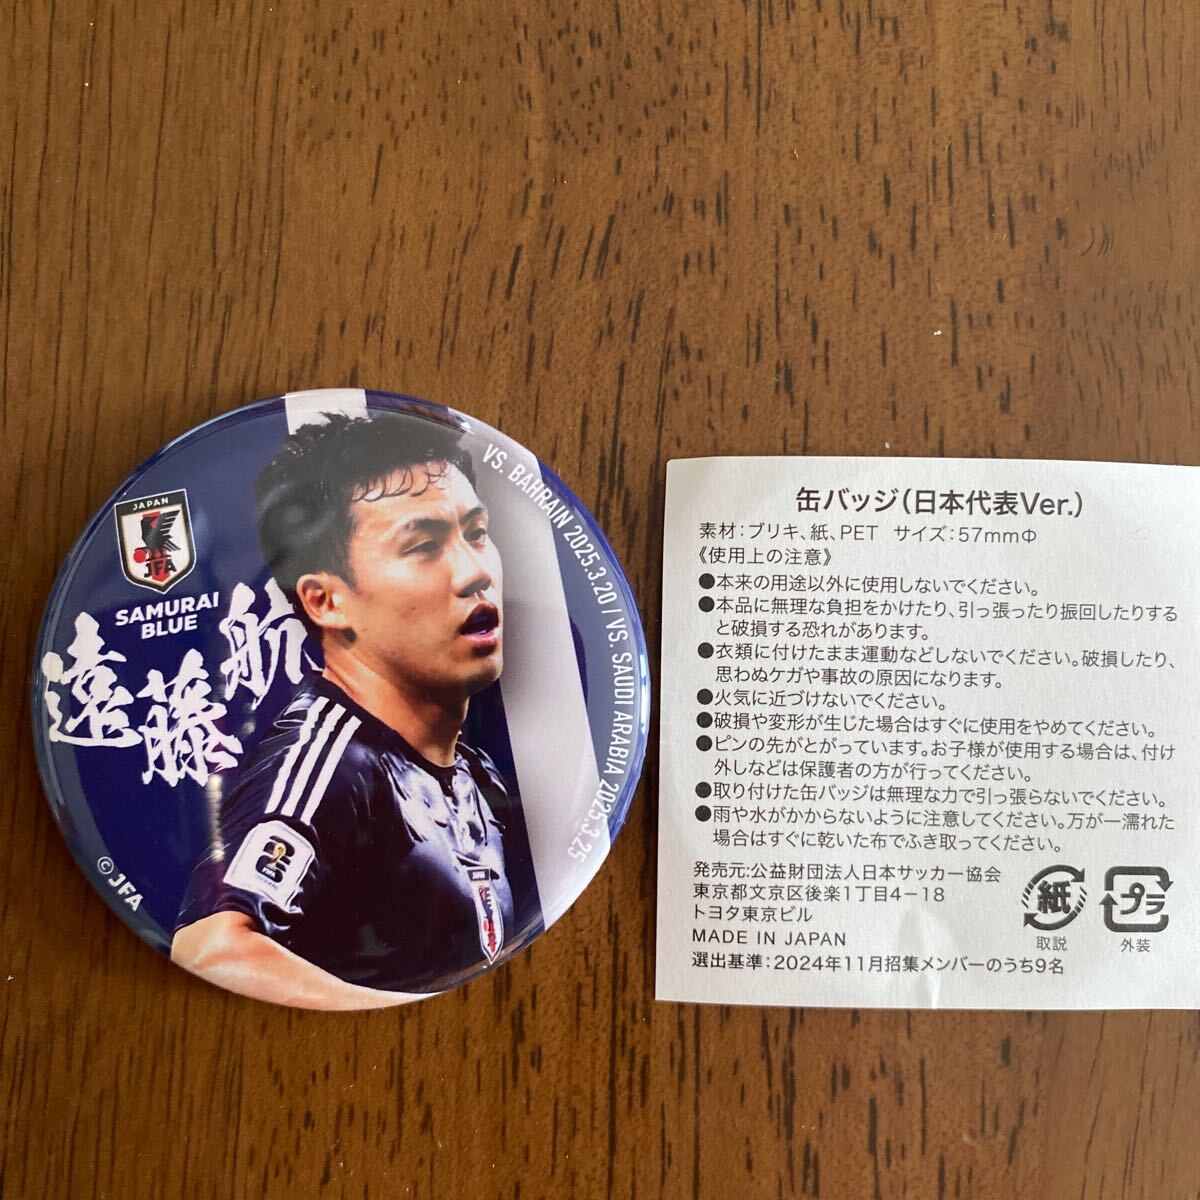 JAPAN
JFA
SAMURAI
BLUE
遠藤航
VS. BAHRAIN 2025.3.20 / VS. SAUDI ARABIA 2025.3.25
FIFA
JAPAN
©JFA
缶バッジ(日本代表Ver.)
素材:ブリキ、紙、PET サイズ:57mmΦ
《使用上の注意》
●本来の用途以外に使用しないでください。
●本品に無理な負担をかけたり、引っ張ったり振回したりする
と破損する恐れがあります。
●衣類に付けたまま運動などしないでください。破損したり、
思わぬケガや事故の原因になります。
●火気に近づけないでください。
●破損や変形が生じた場合はすぐに使用をやめてください。
●ピンの先がとがっています。お子様が使用する場合は、付け
外しなどは保護者の方が行ってください。
●取り付けた缶バッジは無理な力で引っ張らないでください。
●雨や水がかからないように注意してください。万が一濡れた
場合はすぐに乾いた布でふき取ってください。
発売元:公益財団法人日本サッカー協会
東京都文京区後楽1丁目4-18
トヨタ東京ビル
MADE IN JAPAN
選出基準:2024年11月招集メンバーのうち9名
紙
取説
プラ
外装